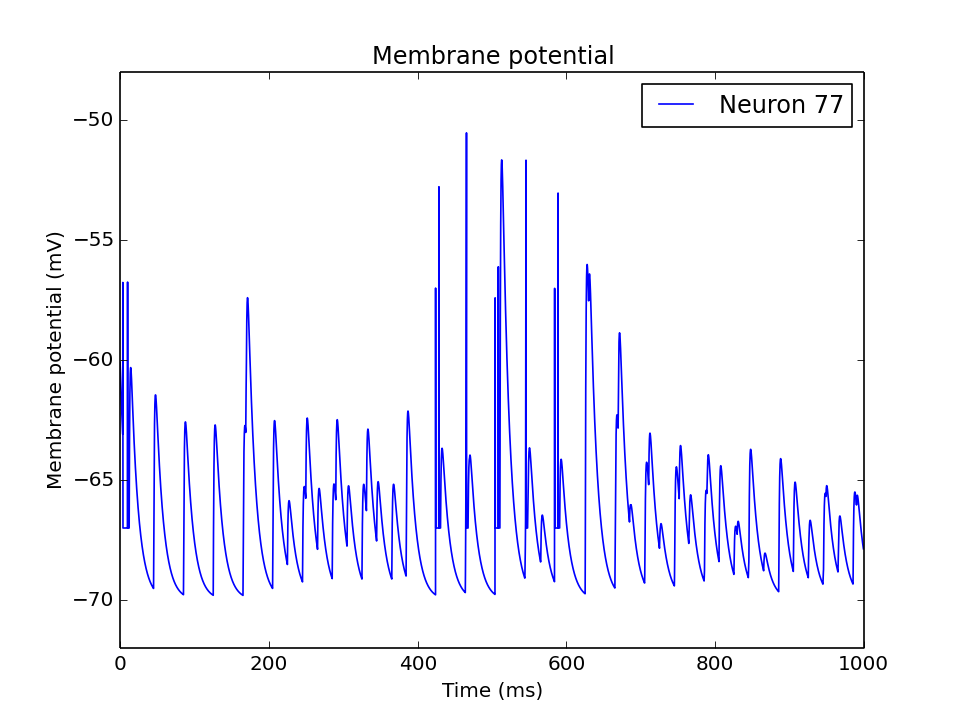 Membrane potential
Neuron 77
Membrane potential (mV)
−50
−55
−60
−65
−70
0 200 400 600 800 1000
Time (ms)